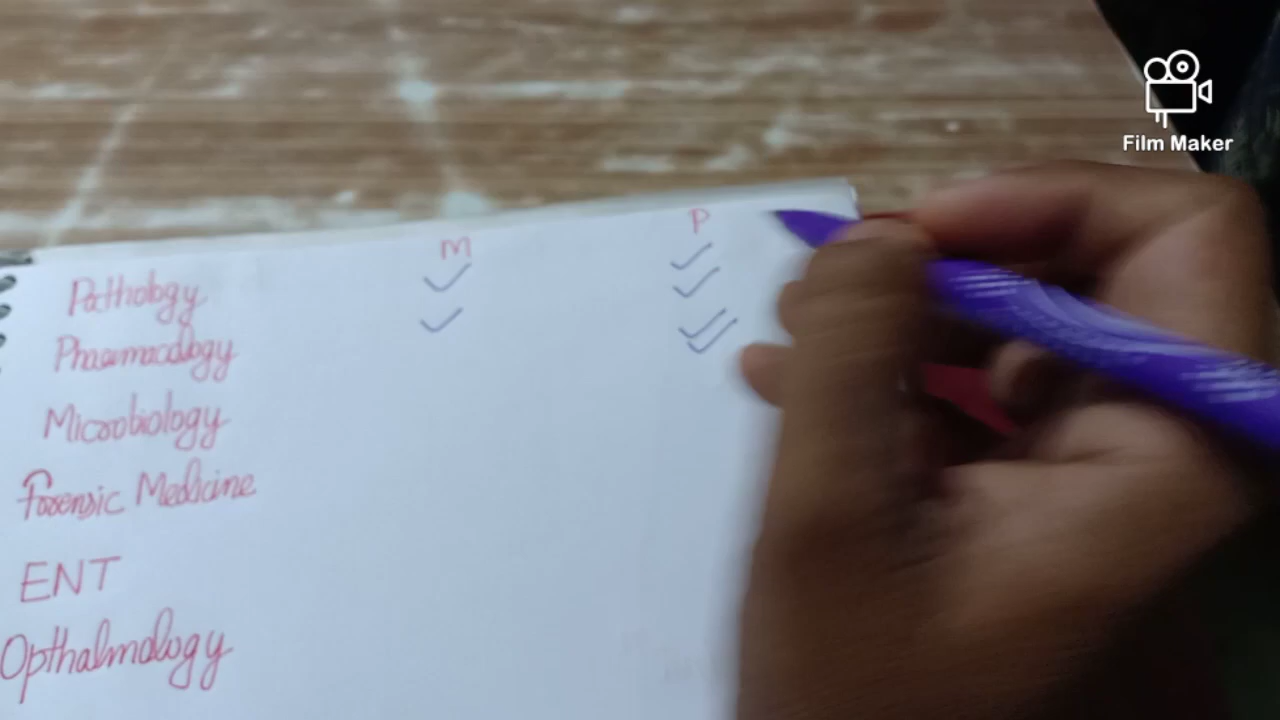 Film Maker
M P
Pathology ✓ ✓✓
Pharmacology ✓ ✓✓
Microbiology
Forensic Medicine
ENT
Opthalmology